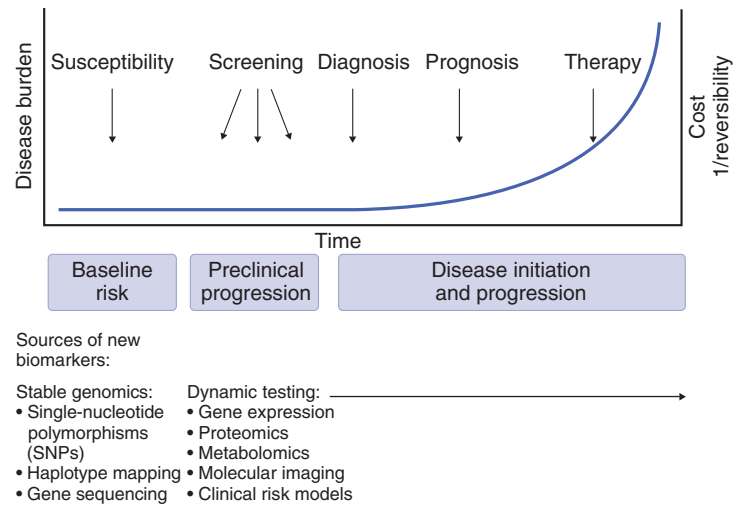 Disease burden
Susceptibility
Screening
Diagnosis
Prognosis
Therapy
Cost
1/reversibility
Time
Baseline
risk
Preclinical
progression
Disease initiation
and progression
Sources of new
biomarkers:
Stable genomics:
• Single-nucleotide
polymorphisms
(SNPs)
• Haplotype mapping
• Gene sequencing
Dynamic testing:
• Gene expression
• Proteomics
• Metabolomics
• Molecular imaging
• Clinical risk models